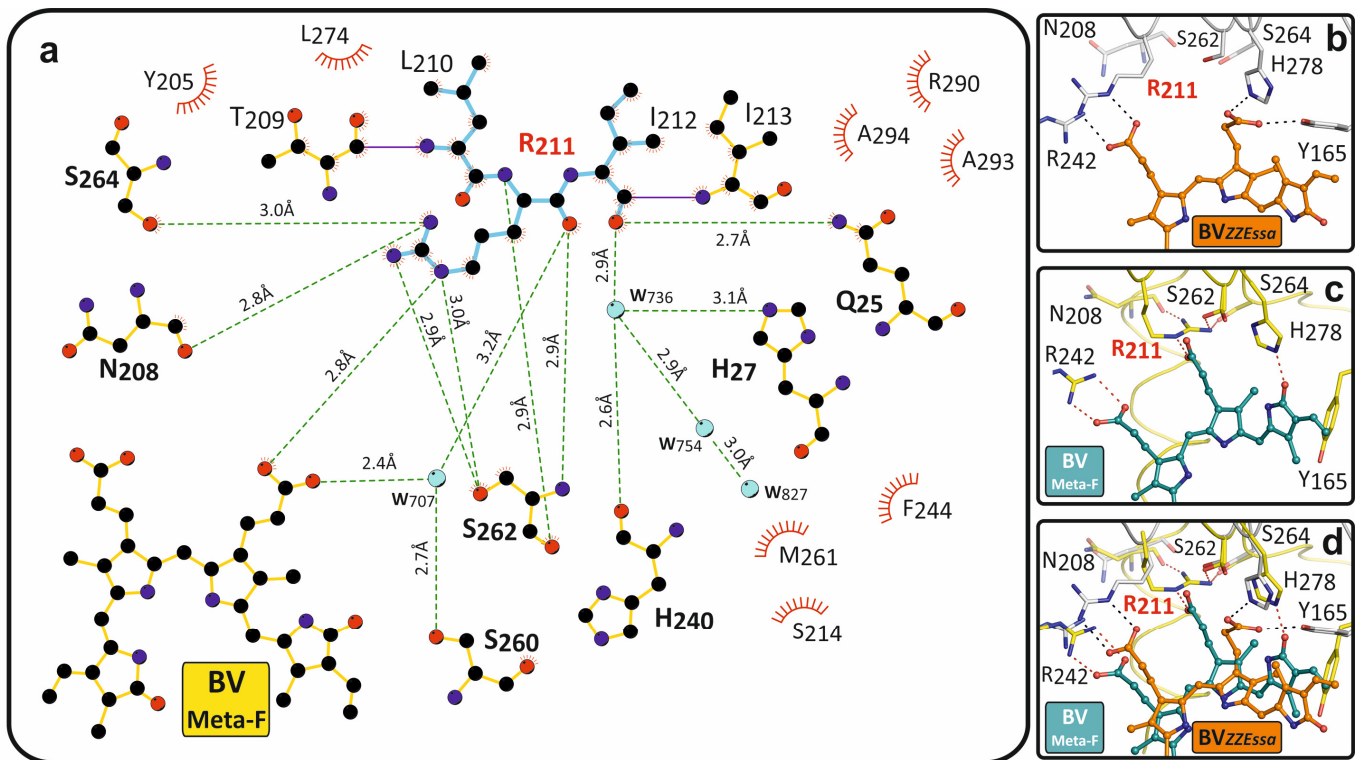 a
L274
Y205
L210
T209
R211
I212
I213
R290
A294
A293
S264
3.0Å
2.7Å
2.9Å
W736
3.1Å
Q25
2.8Å
N208
3.0Å
2.9Å
3.2Å
2.9Å
2.8Å
2.9Å
H27
2.9Å
2.6Å
W754
3.0Å
W827
2.4Å
W707
S262
F244
M261
2.7Å
S214
H240
S260
BV
Meta-F
b
N208
S262
S264
H278
R211
R242
Y165
BVZZEssa
c
S264
N208
S262
H278
R242
R211
BV
Meta-F
Y165
d
S264
N208
S262
H278
R211
Y165
R242
BV
Meta-F
BVZZEssa